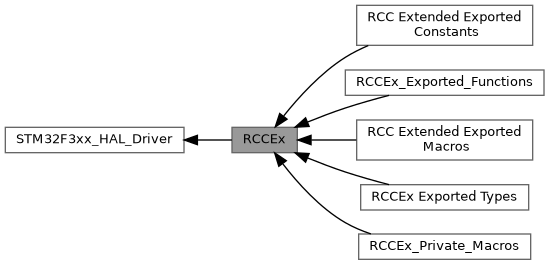 RCC Extended Exported
Constants
RCCEx_Exported_Functions
STM32F3xx_HAL_Driver
RCCEx
RCC Extended Exported
Macros
RCCEx Exported Types
RCCEx_Private_Macros